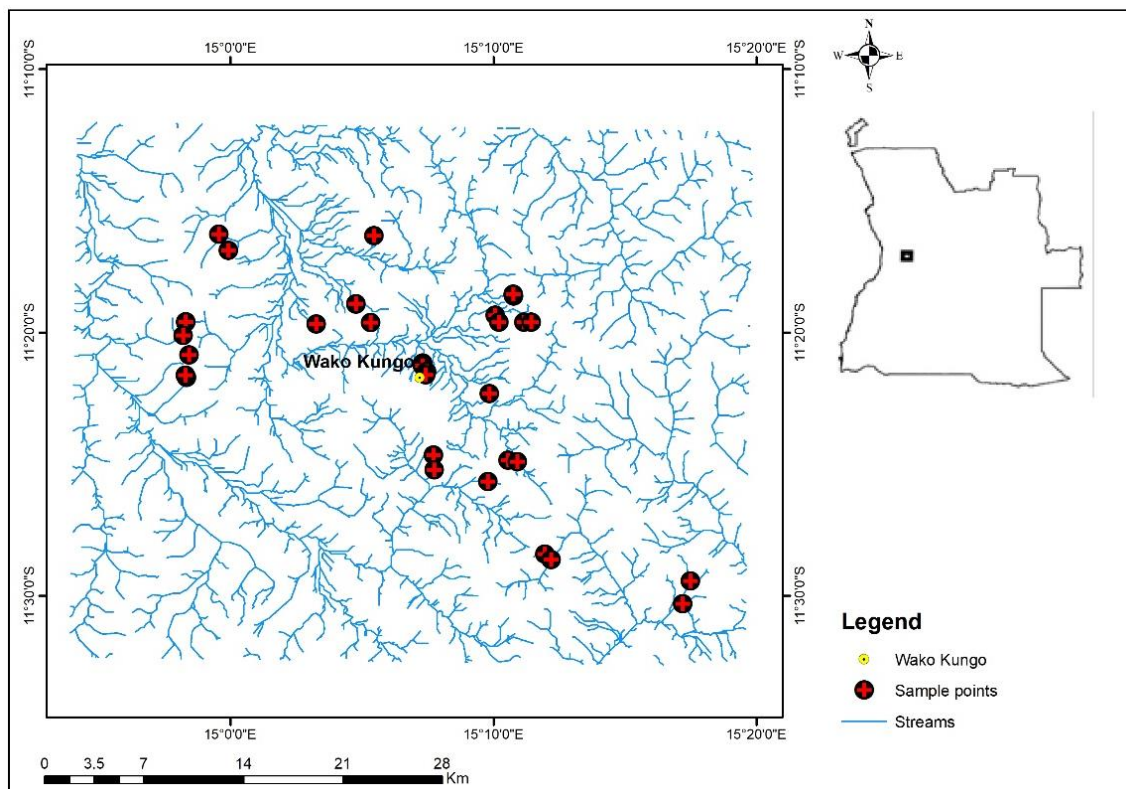 15°0'0"E 15°10'0"E 15°20'0"E
N
W E
S
11°10'0"S 11°10'0"S
11°20'0"S 11°20'0"S
Wako Kungo
11°30'0"S 11°30'0"S
15°0'0"E 15°10'0"E 15°20'0"E
0 3.5 7 14 21 28
Km
Legend
Wako Kungo
Sample points
Streams